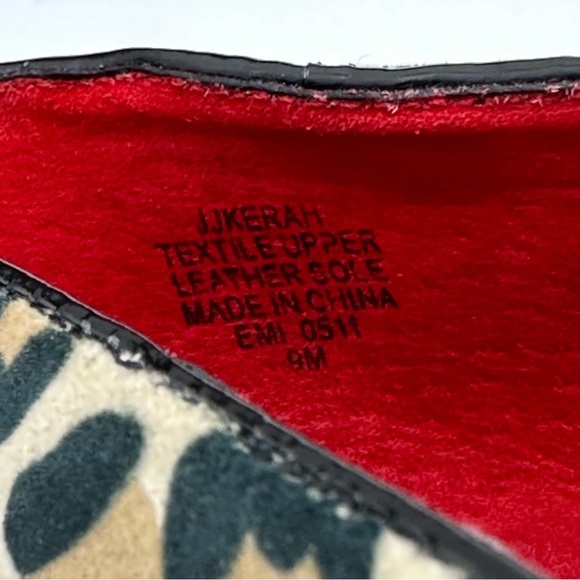 JJKERAH
TEXTILE UPPER
LEATHER SOLE
MADE IN CHINA
EMI 0511
9M